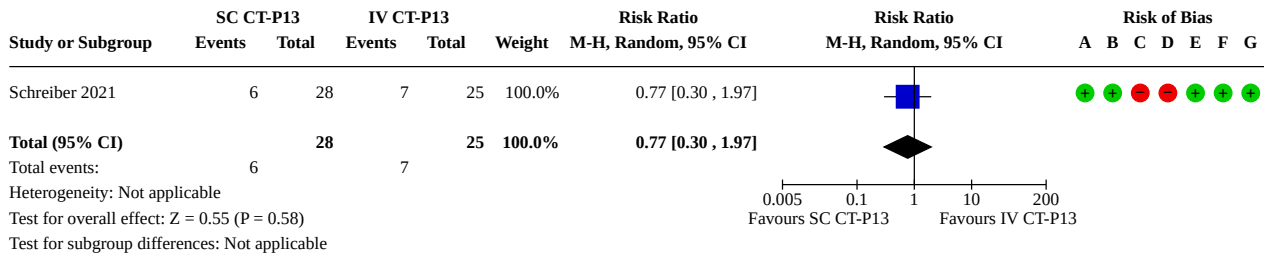 SC CT-P13 IV CT-P13 Risk Ratio Risk Ratio Risk of Bias
Study or Subgroup Events Total Events Total Weight M-H, Random, 95% CI M-H, Random, 95% CI A B C D E F G
Schreiber 2021 6 28 7 25 100.0% 0.77 [0.30 , 1.97] + + − − + + +
Total (95% CI) 28 25 100.0% 0.77 [0.30 , 1.97]
Total events: 6 7
Heterogeneity: Not applicable 0.005 0.1 1 10 200
Test for overall effect: Z = 0.55 (P = 0.58) Favours SC CT-P13 Favours IV CT-P13
Test for subgroup differences: Not applicable